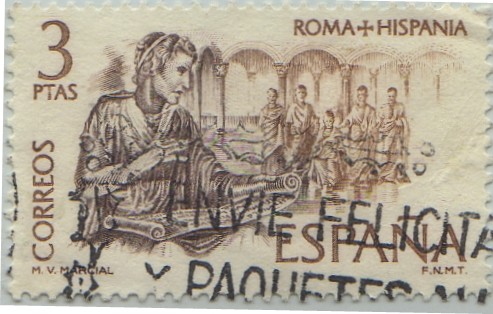 3
PTAS
ROMA+HISPANIA
CORREOS
ENVIE FELICITA
ESPAÑA
M. V. MARCIAL
F.N.M.T.
Y PAQUETES